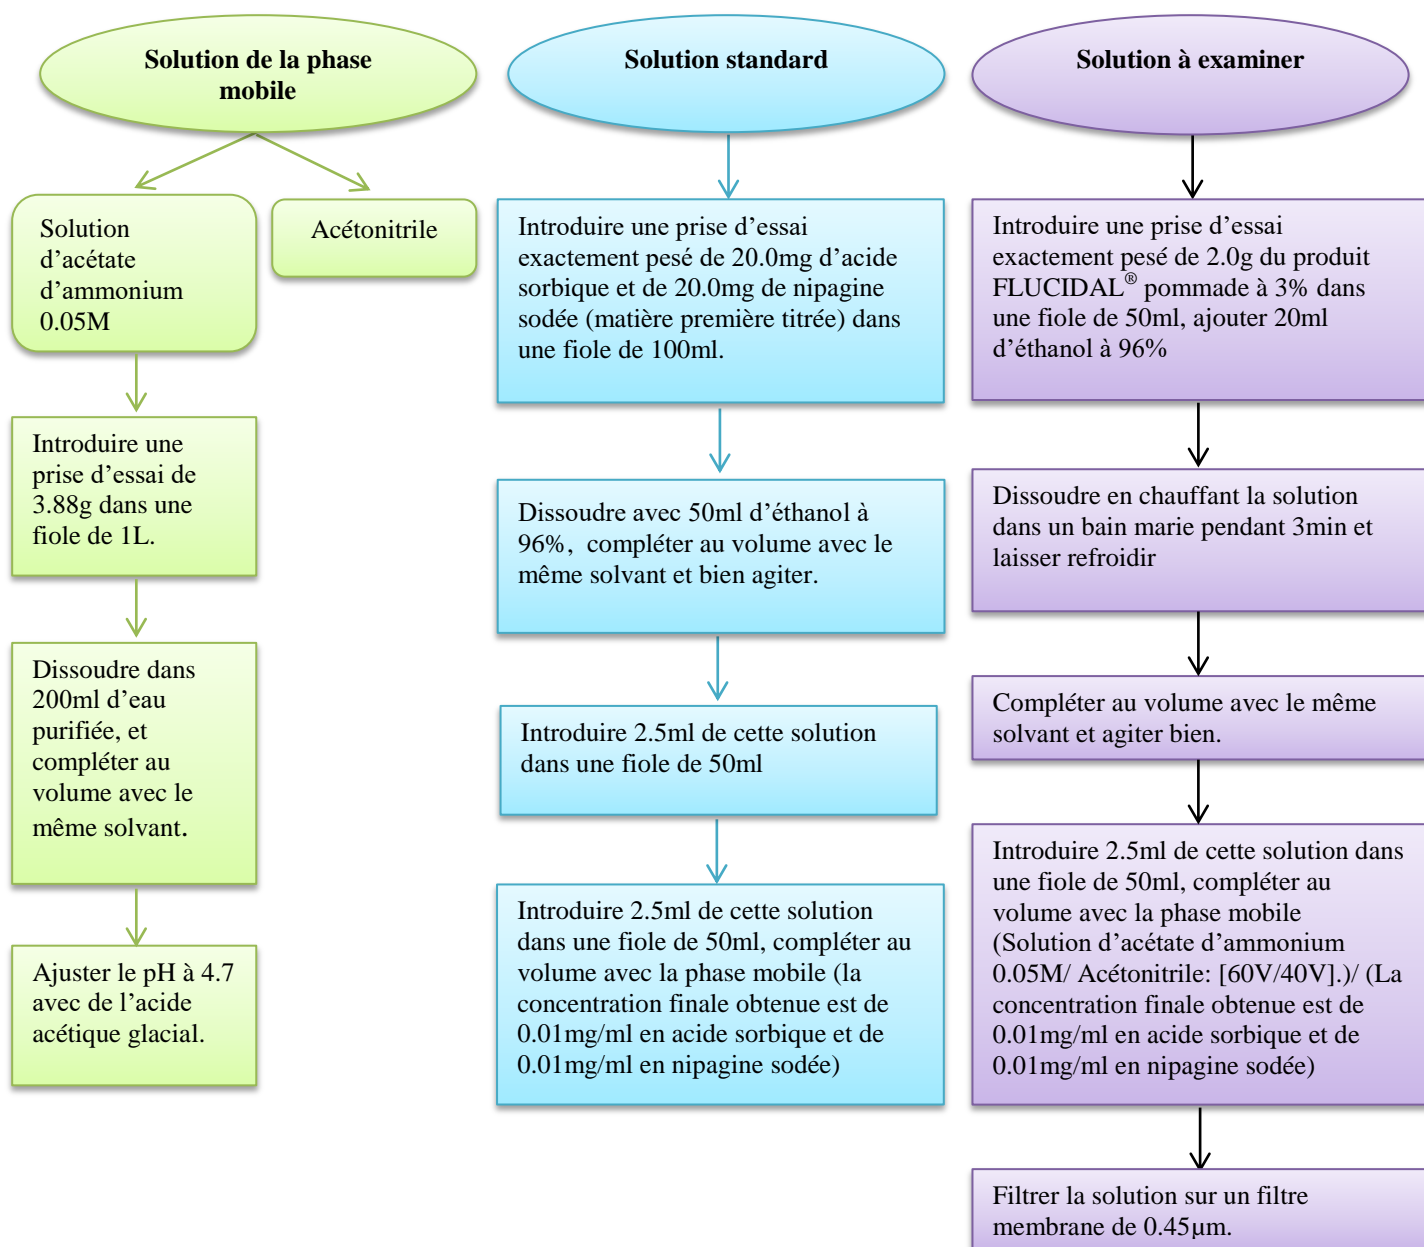 Solution de la phase
mobile
Solution
d’acétate
d’ammonium
0.05M
Acétonitrile
Introduire une
prise d’essai de
3.88g dans une
fiole de 1L.
Dissoudre dans
200ml d’eau
purifiée, et
compléter au
volume avec le
même solvant.
Ajuster le pH à 4.7
avec de l’acide
acétique glacial.
Solution standard
Introduire une prise d’essai
exactement pesé de 20.0mg d’acide
sorbique et de 20.0mg de nipagine
sodée (matière première titrée) dans
une fiole de 100ml.
Dissoudre avec 50ml d’éthanol à
96%, compléter au volume avec le
même solvant et bien agiter.
Introduire 2.5ml de cette solution
dans une fiole de 50ml
Introduire 2.5ml de cette solution
dans une fiole de 50ml, compléter au
volume avec la phase mobile (la
concentration finale obtenue est de
0.01mg/ml en acide sorbique et de
0.01mg/ml en nipagine sodée)
Solution à examiner
Introduire une prise d’essai
exactement pesé de 2.0g du produit
FLUCIDAL® pommade à 3% dans
une fiole de 50ml, ajouter 20ml
d’éthanol à 96%
Dissoudre en chauffant la solution
dans un bain marie pendant 3min et
laisser refroidir
Compléter au volume avec le même
solvant et agiter bien.
Introduire 2.5ml de cette solution dans
une fiole de 50ml, compléter au
volume avec la phase mobile
(Solution d’acétate d’ammonium
0.05M/ Acétonitrile: [60V/40V].)/ (La
concentration finale obtenue est de
0.01mg/ml en acide sorbique et de
0.01mg/ml en nipagine sodée)
Filtrer la solution sur un filtre
membrane de 0.45µm.